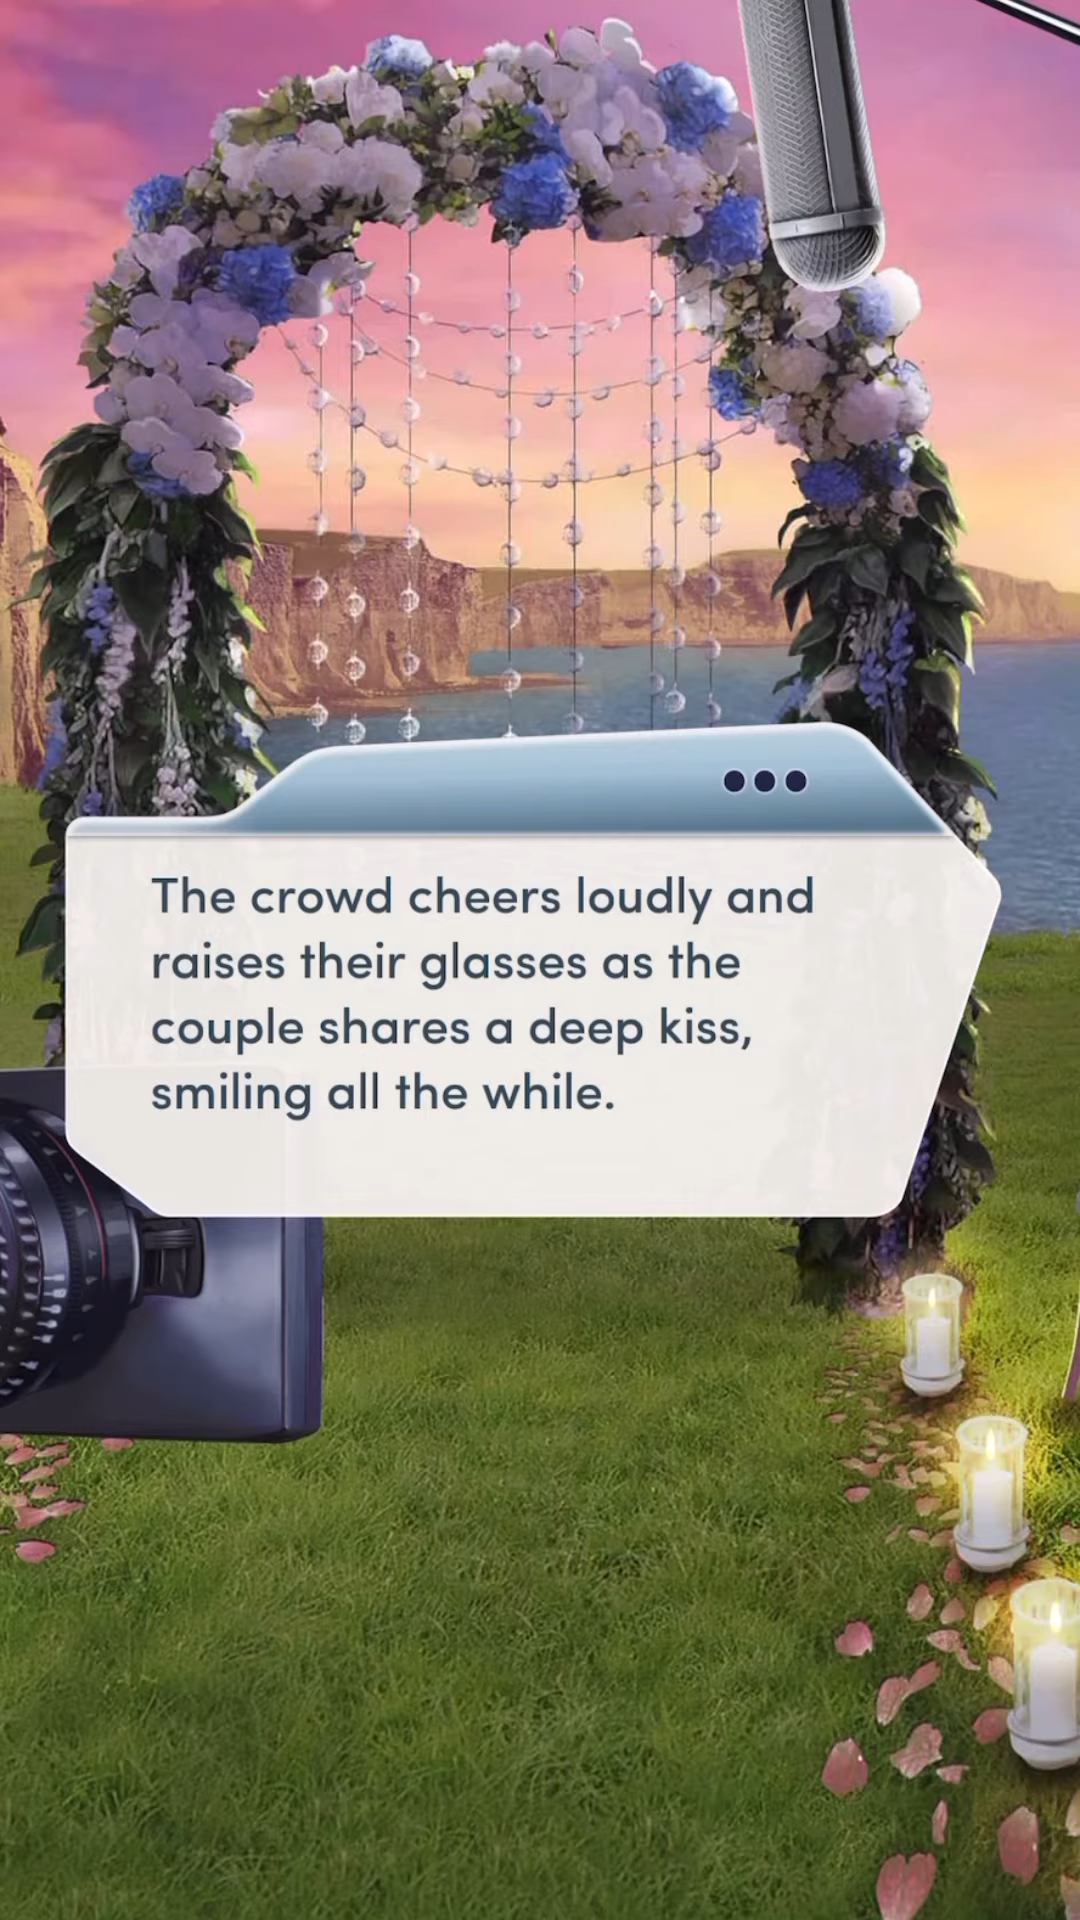 The crowd cheers loudly and
raises their glasses as the
couple shares a deep kiss,
smiling all the while.